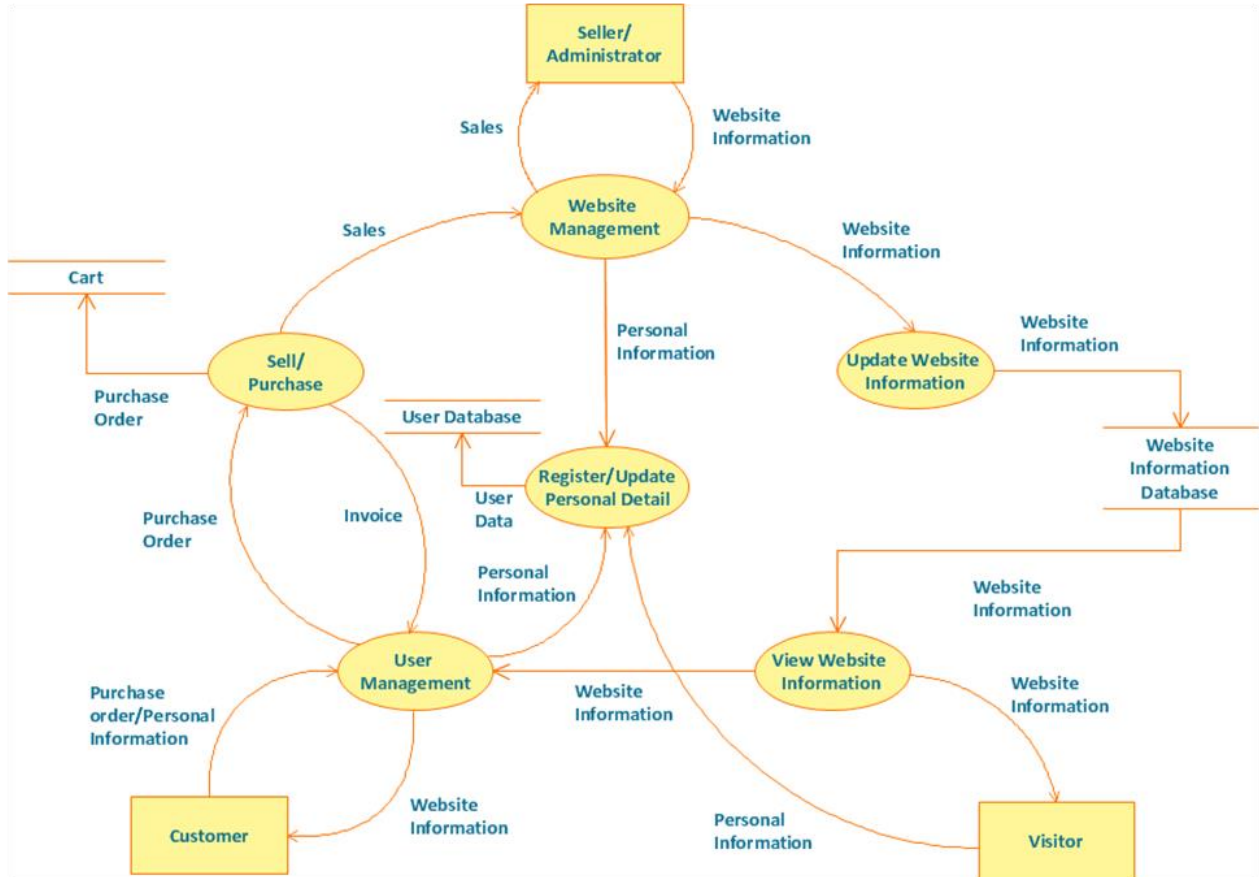 Seller/
Administrator
Sales
Website
Information
Website
Management
Sales
Website
Information
Cart
Personal
Information
Website
Information
Sell/
Purchase
Update Website
Information
Purchase
Order
User Database
Website
Information
Database
Register/Update
Personal Detail
User
Data
Purchase
Order
Invoice
Personal
Information
Website
Information
User
Management
View Website
Information
Purchase
order/Personal
Information
Website
Information
Website
Information
Customer
Website
Information
Personal
Information
Visitor